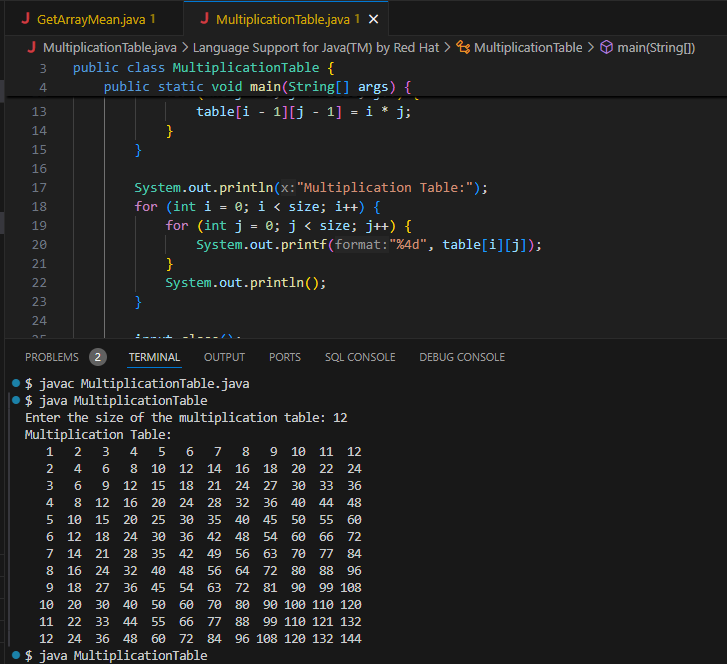 J GetArrayMean.java 1 J MultiplicationTable.java 1 ×
J MultiplicationTable.java > Language Support for Java(TM) by Red Hat > MultiplicationTable > main(String[])
3 public class MultiplicationTable {
4 public static void main(String[] args) {
13 table[i - 1][j - 1] = i * j;
14 }
15 }
16
17 System.out.println(x:"Multiplication Table:");
18 for (int i = 0; i < size; i++) {
19 for (int j = 0; j < size; j++) {
20 System.out.printf(format:"%4d", table[i][j]);
21 }
22 System.out.println();
23 }
24
PROBLEMS 2 TERMINAL OUTPUT PORTS SQL CONSOLE DEBUG CONSOLE
$ javac MultiplicationTable.java
$ java MultiplicationTable
Enter the size of the multiplication table: 12
Multiplication Table:
1 2 3 4 5 6 7 8 9 10 11 12
2 4 6 8 10 12 14 16 18 20 22 24
3 6 9 12 15 18 21 24 27 30 33 36
4 8 12 16 20 24 28 32 36 40 44 48
5 10 15 20 25 30 35 40 45 50 55 60
6 12 18 24 30 36 42 48 54 60 66 72
7 14 21 28 35 42 49 56 63 70 77 84
8 16 24 32 40 48 56 64 72 80 88 96
9 18 27 36 45 54 63 72 81 90 99 108
10 20 30 40 50 60 70 80 90 100 110 120
11 22 33 44 55 66 77 88 99 110 121 132
12 24 36 48 60 72 84 96 108 120 132 144
$ java MultiplicationTable